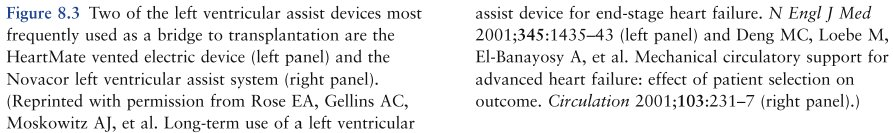 Figure 8.3 Two of the left ventricular assist devices most
frequently used as a bridge to transplantation are the
HeartMate vented electric device (left panel) and the
Novacor left ventricular assist system (right panel).
(Reprinted with permission from Rose EA, Gellins AC,
Moskowitz AJ, et al. Long-term use of a left ventricular
assist device for end-stage heart failure. N Engl J Med
2001;345:1435–43 (left panel) and Deng MC, Loebe M,
El-Banayosy A, et al. Mechanical circulatory support for
advanced heart failure: effect of patient selection on
outcome. Circulation 2001;103:231–7 (right panel).)